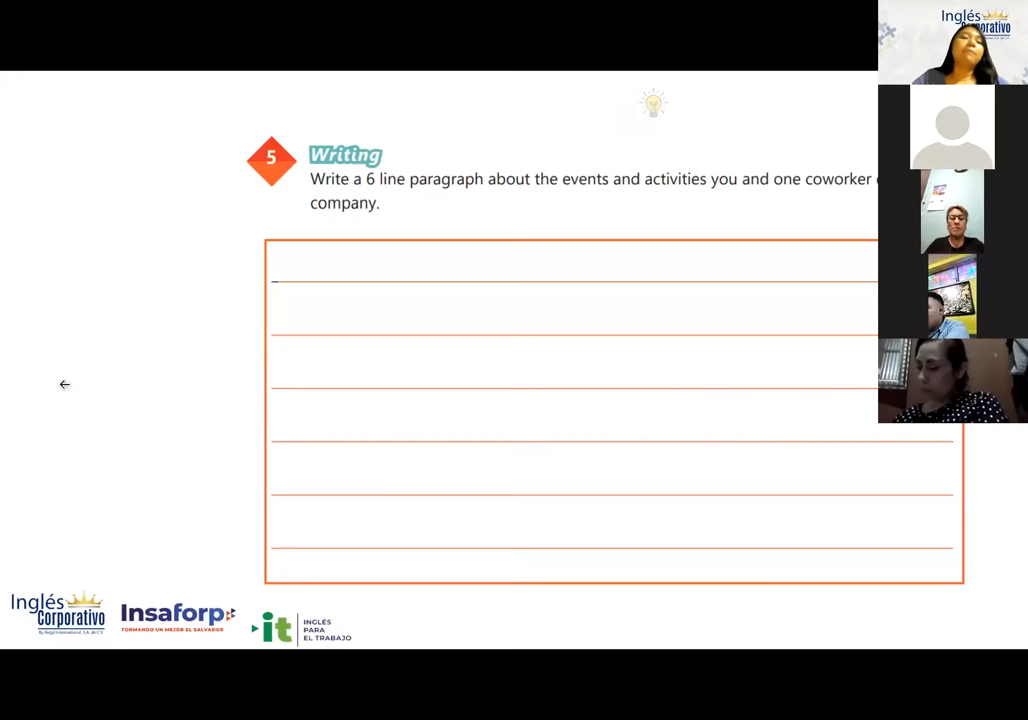 Inglés
Corporativo
5
Writing
Write a 6 line paragraph about the events and activities you and one coworker
company.
Inglés
Corporativo
By Regal International, S.A. de C.V.
Insaforp
FORMANDO UN MEJOR EL SALVADOR
it
INGLÉS
PARA
EL TRABAJO